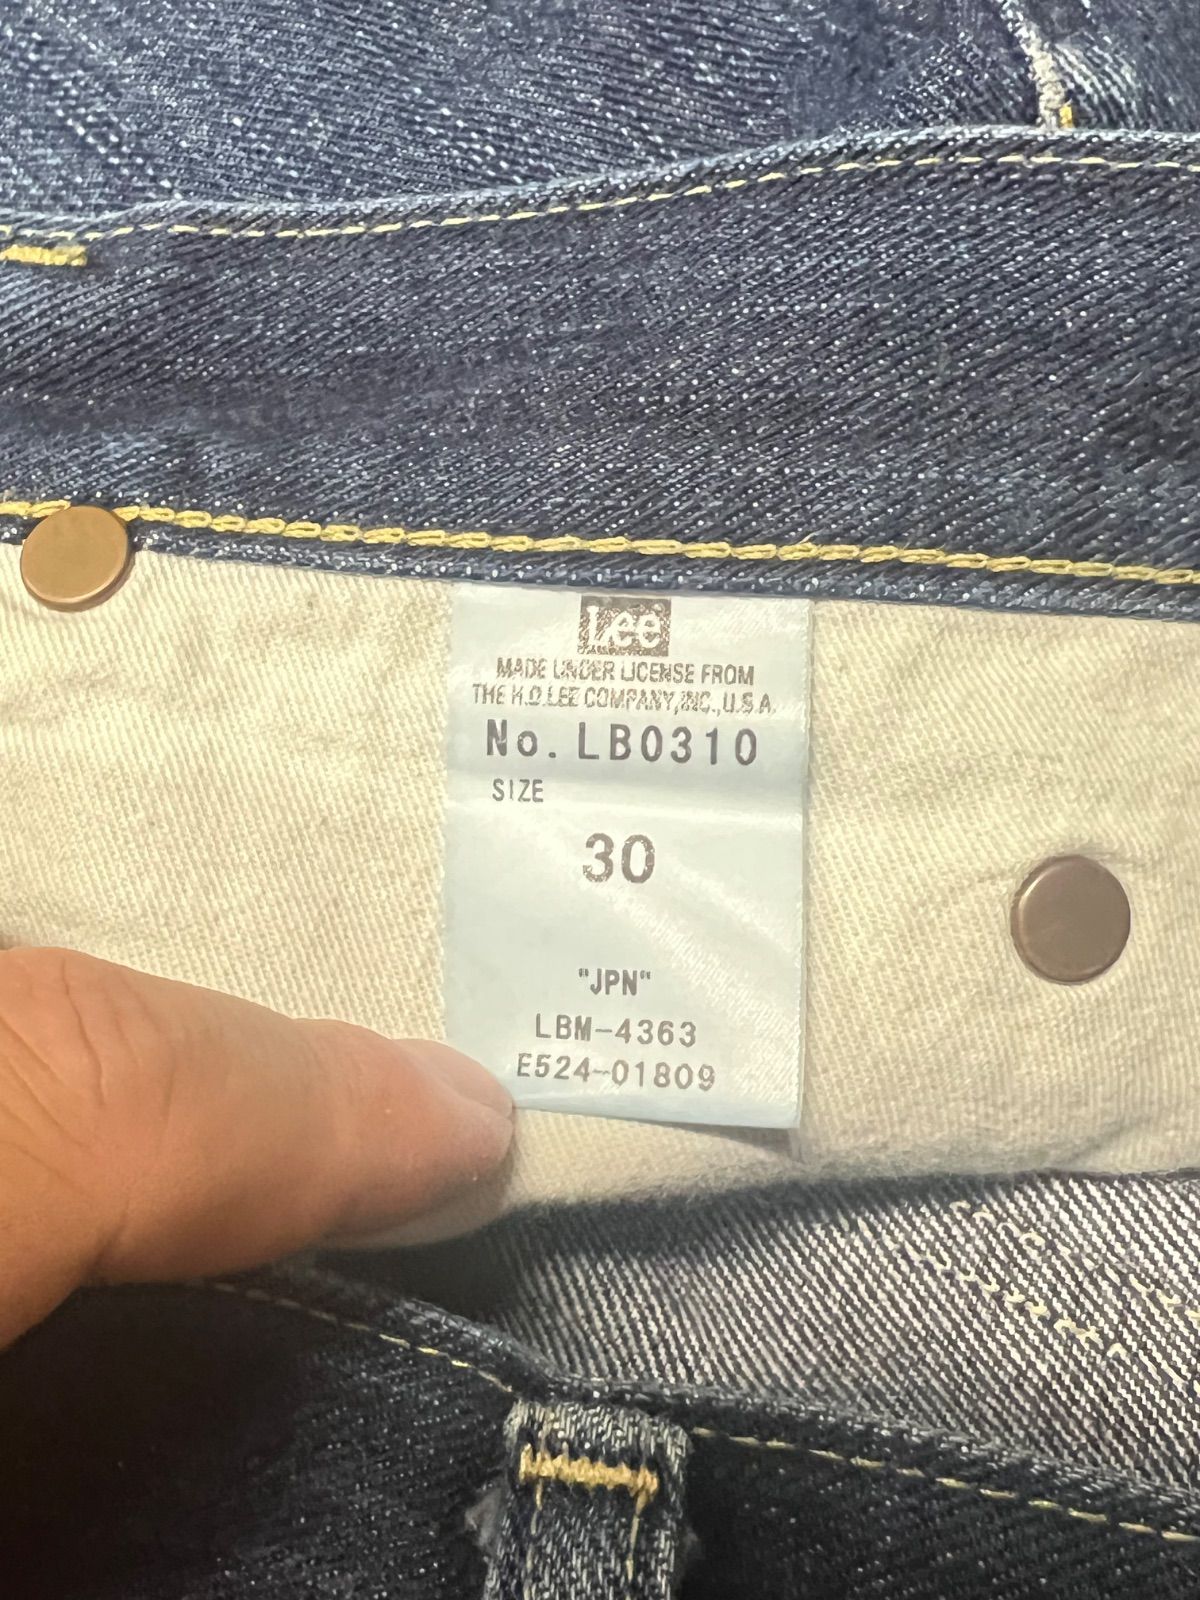 Lee
MADE UNDER LICENSE FROM
THE H.D.LEE COMPANY,INC.,U.S.A.
No. LB0310
SIZE
30
"JPN"
LBM-4363
E524-01809